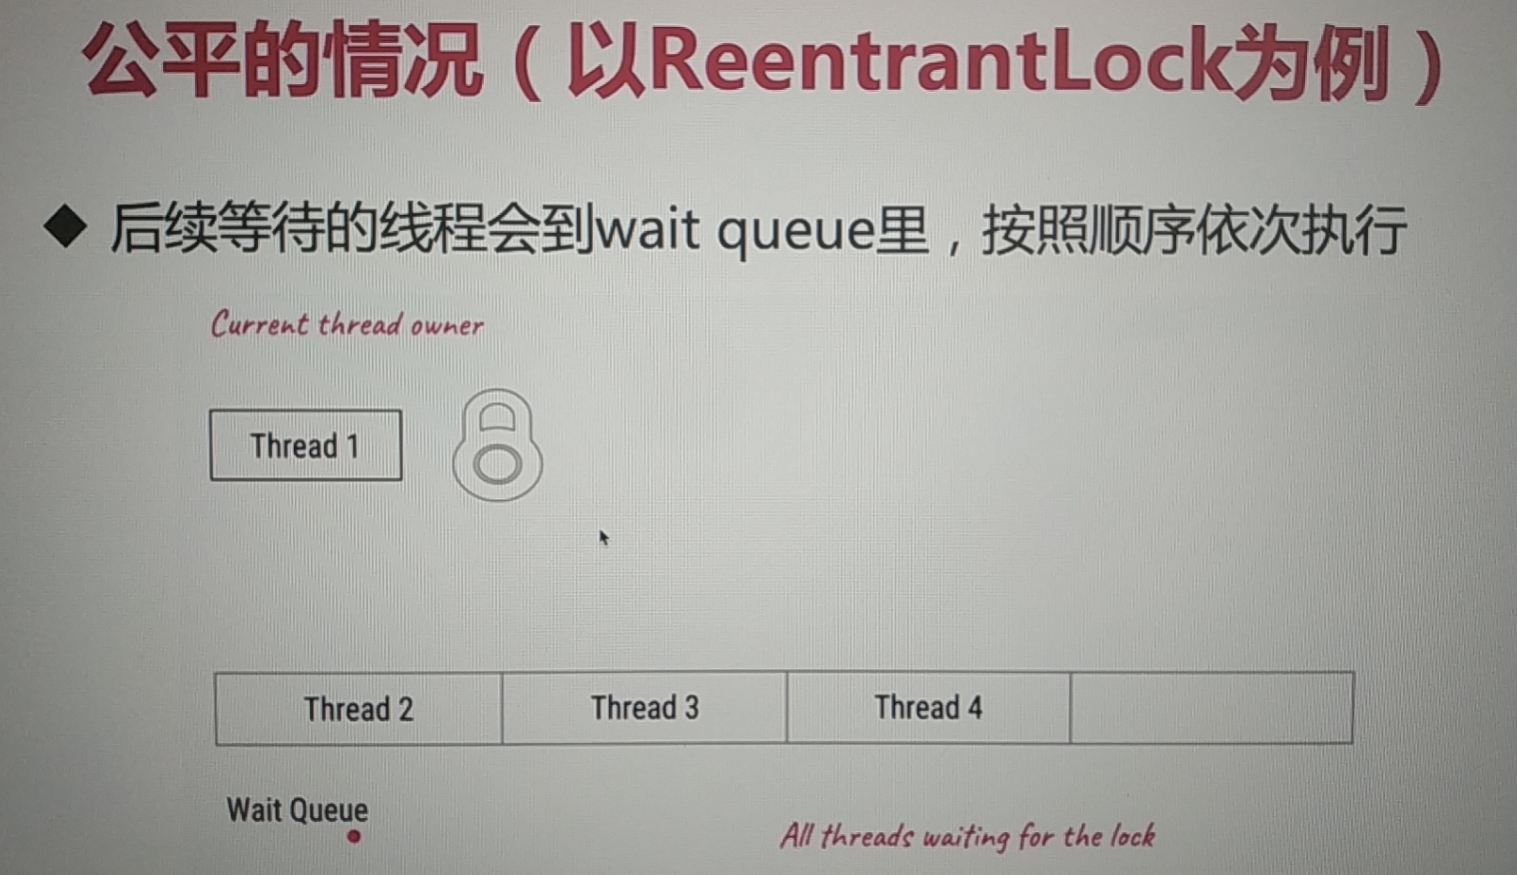 公平的情况（以ReentrantLock为例）
◆ 后续等待的线程会到wait queue里，按照顺序依次执行
Current thread owner
Thread 1
Thread 2 Thread 3 Thread 4
Wait Queue
All threads waiting for the lock